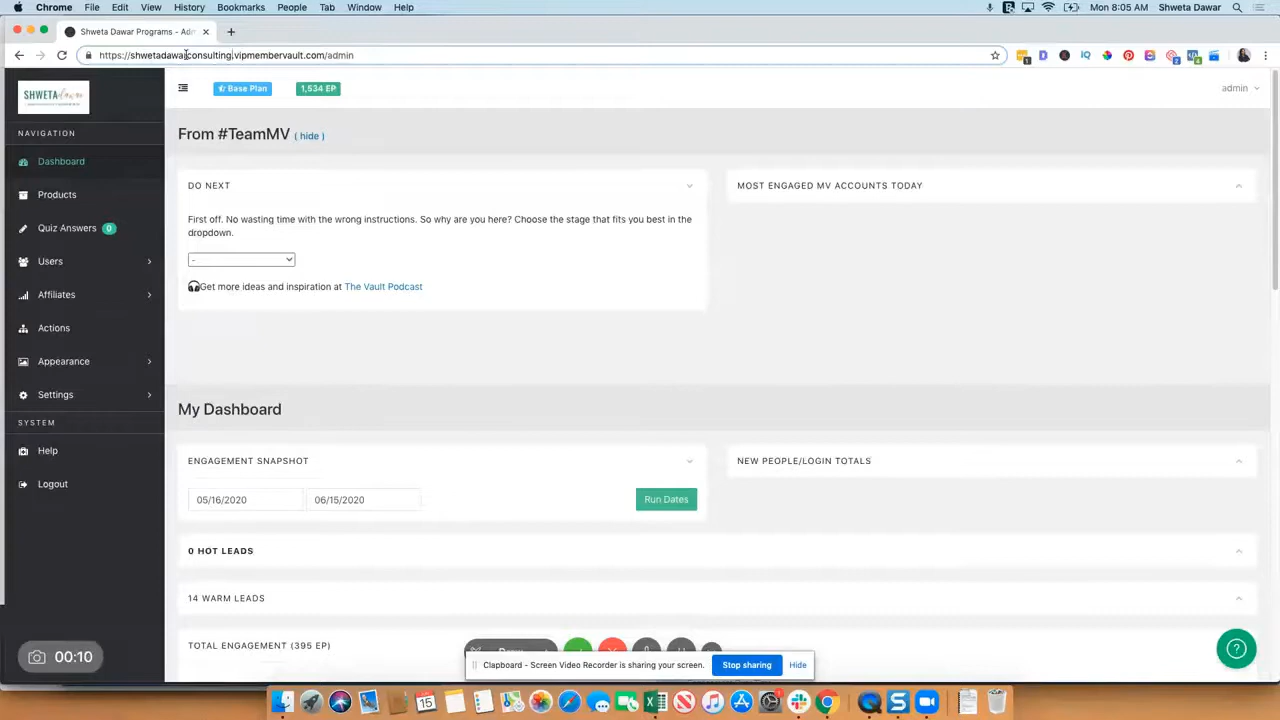 Chrome File Edit View History Bookmarks People Tab Window Help Mon 8:05 AM Shweta Dawar
Shweta Dawar Programs - Adm
https://shwetadawarconsulting.vipmembervault.com/admin
SHWETA dawar
Base Plan
1,534 EP
admin
NAVIGATION
Dashboard
Products
Quiz Answers 0
Users
Affiliates
Actions
Appearance
Settings
SYSTEM
Help
Logout
From #TeamMV ( hide )
DO NEXT
First off. No wasting time with the wrong instructions. So why are you here? Choose the stage that fits you best in the
dropdown.
-
Get more ideas and inspiration at The Vault Podcast
MOST ENGAGED MV ACCOUNTS TODAY
My Dashboard
ENGAGEMENT SNAPSHOT
05/16/2020 06/15/2020 Run Dates
NEW PEOPLE/LOGIN TOTALS
0 HOT LEADS
14 WARM LEADS
TOTAL ENGAGEMENT (395 EP)
00:10
Clapboard - Screen Video Recorder is sharing your screen. Stop sharing Hide
15